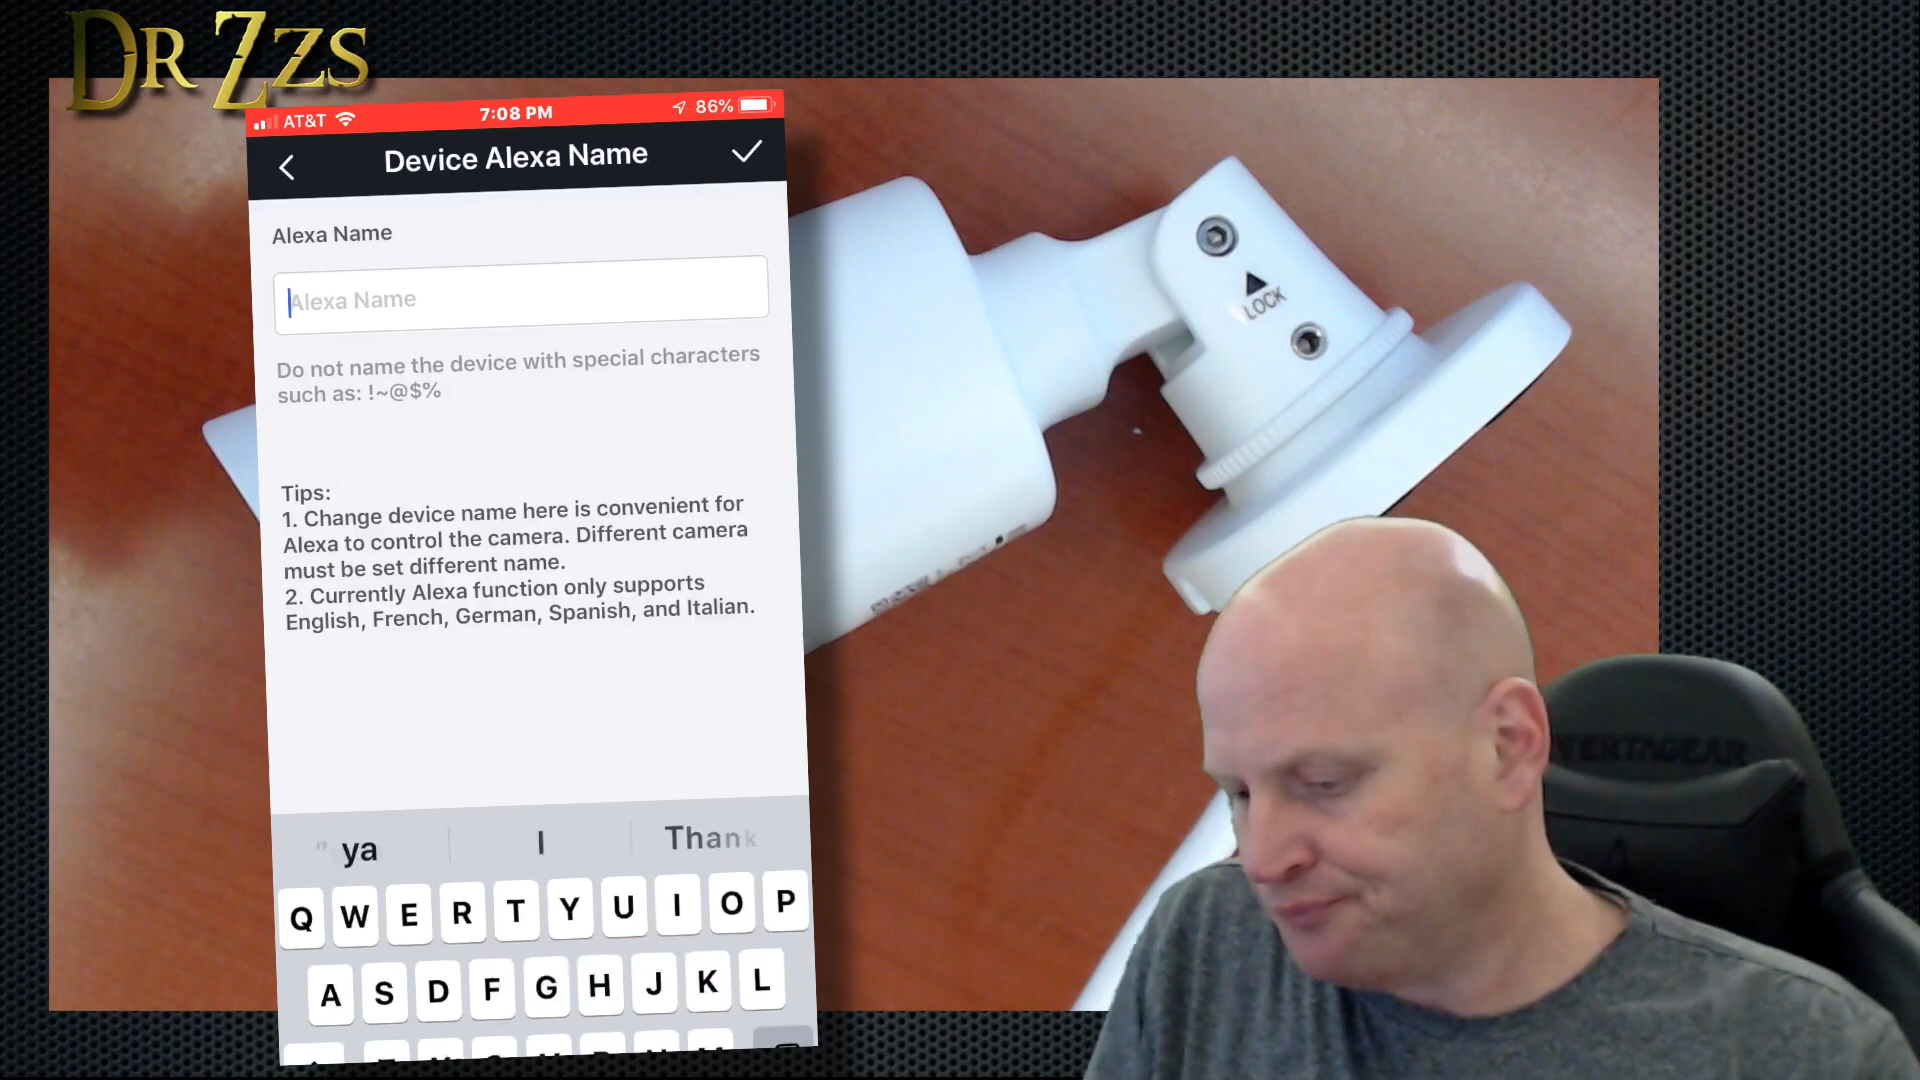 DR ZZS
AT&T 7:08 PM 86%
Device Alexa Name
Alexa Name
Alexa Name
Do not name the device with special characters
such as: !~@$%
Tips:
1. Change device name here is convenient for
Alexa to control the camera. Different camera
must be set different name.
2. Currently Alexa function only supports
English, French, German, Spanish, and Italian.
ya I Thank
Q W E R T Y U I O P
A S D F G H J K L
LOCK
VERTAGEAR